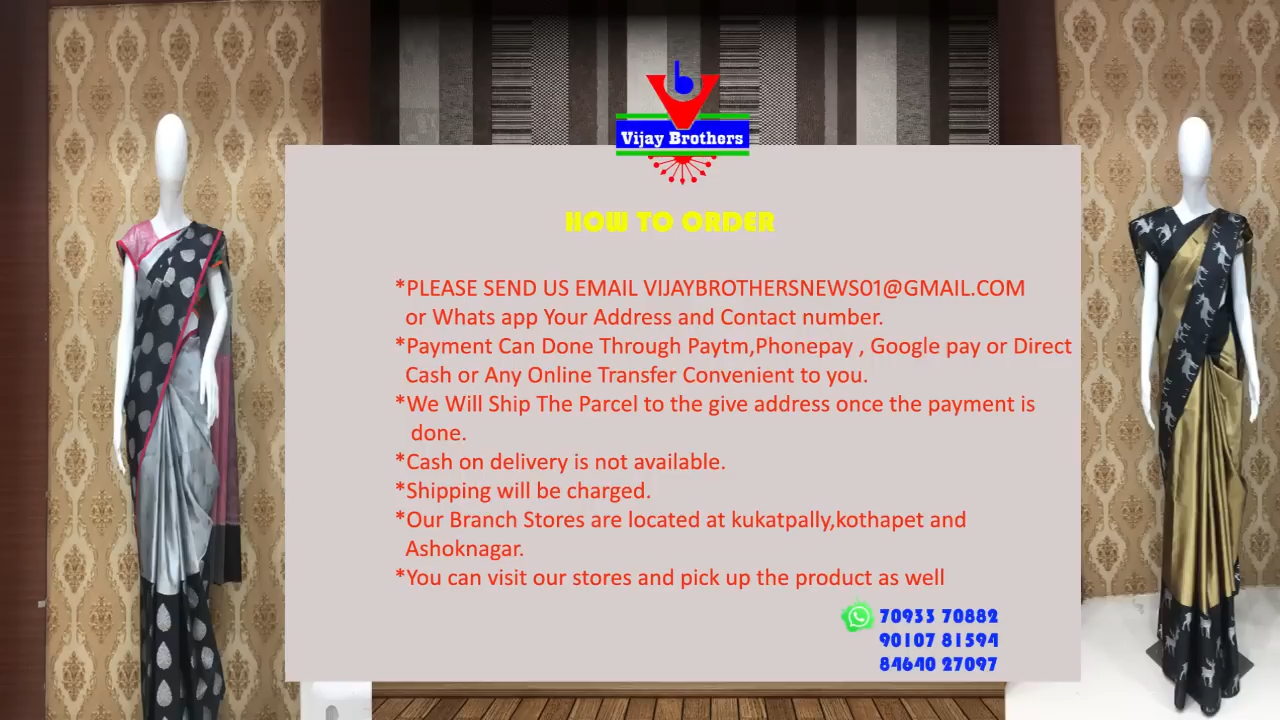 b
Vijay Brothers
HOW TO ORDER
*PLEASE SEND US EMAIL VIJAYBROTHERSNEWS01@GMAIL.COM
or Whats app Your Address and Contact number.
*Payment Can Done Through Paytm,Phonepay , Google pay or Direct
Cash or Any Online Transfer Convenient to you.
*We Will Ship The Parcel to the give address once the payment is
done.
*Cash on delivery is not available.
*Shipping will be charged.
*Our Branch Stores are located at kukatpally,kothapet and
Ashoknagar.
*You can visit our stores and pick up the product as well
70933 70882
90107 81594
84640 27097